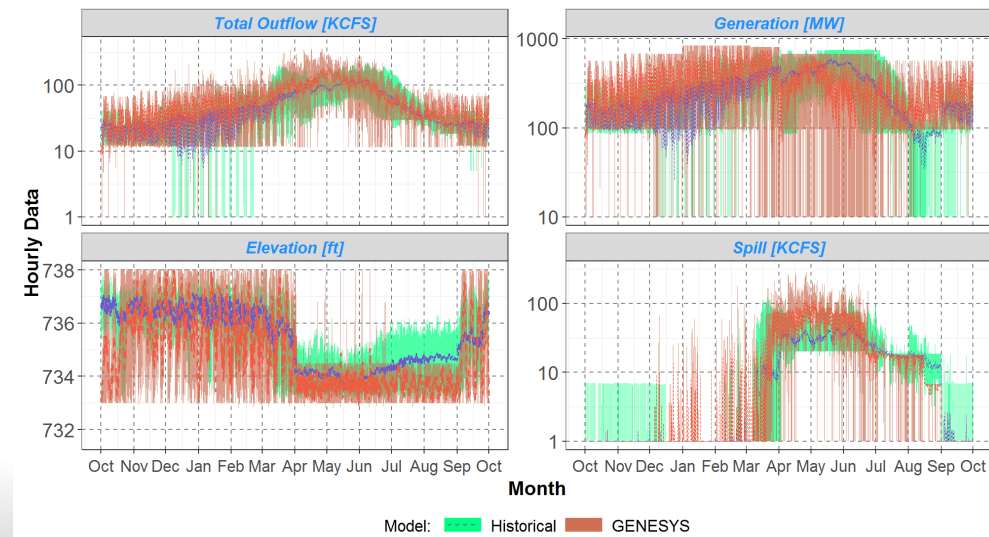 Total Outflow [KCFS]
Generation [MW]
100
10
1
1000
100
10
Elevation [ft]
Spill [KCFS]
738
736
734
732
100
10
1
Hourly Data
Oct Nov Dec Jan Feb Mar Apr May Jun Jul Aug Sep Oct
Oct Nov Dec Jan Feb Mar Apr May Jun Jul Aug Sep Oct
Month
Model: Historical GENESYS